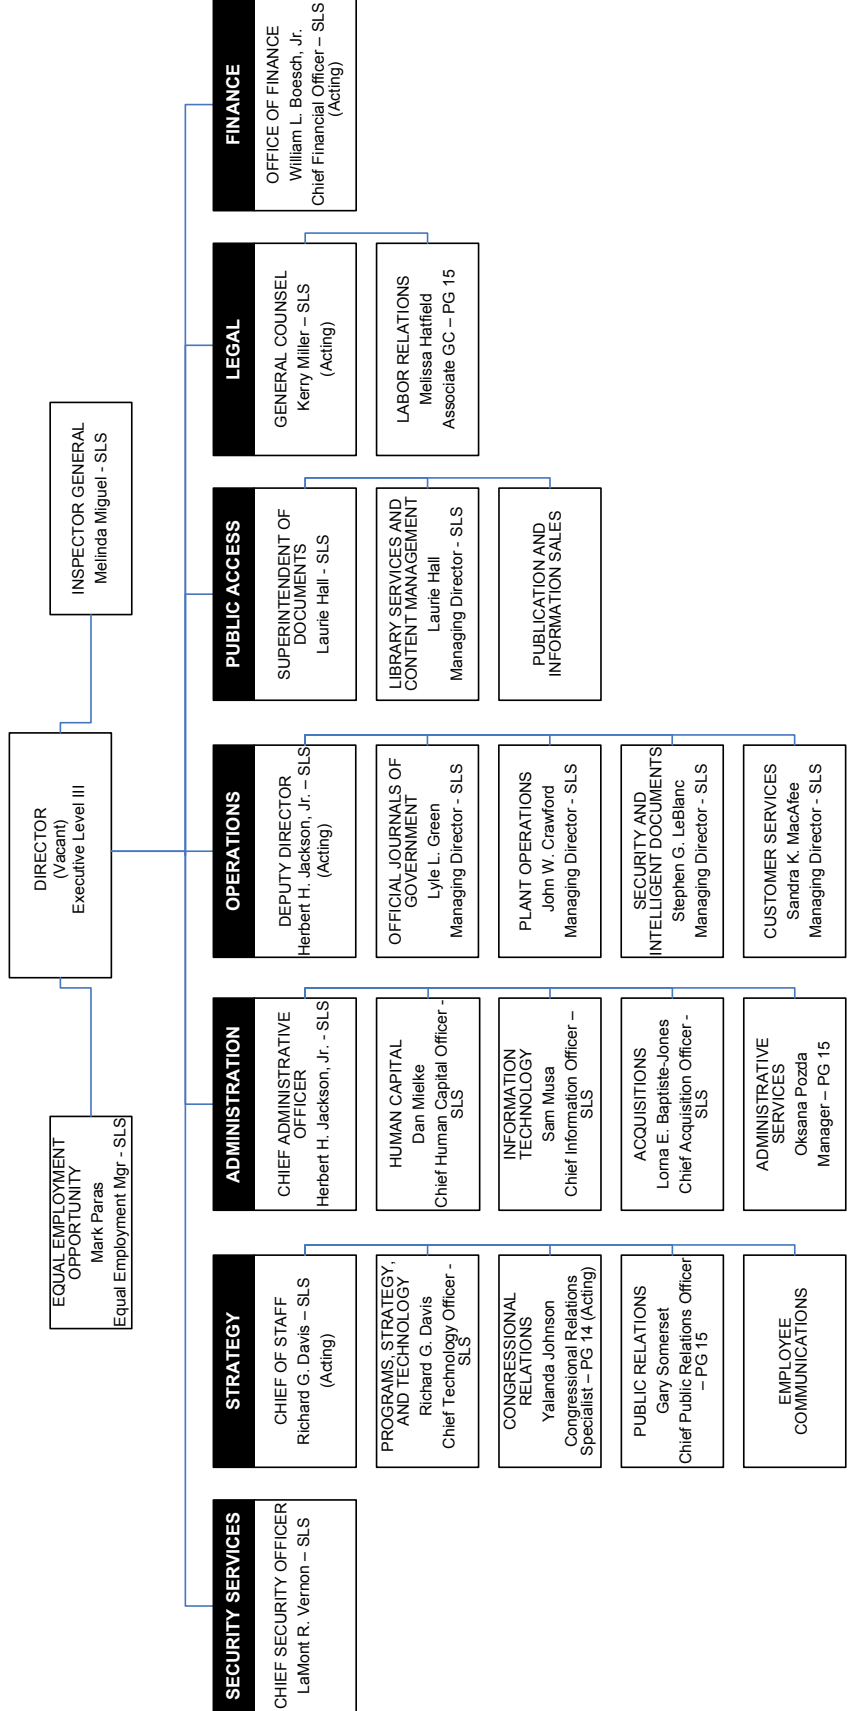 DIRECTOR
(Vacant)
Executive Level III
EQUAL EMPLOYMENT
OPPORTUNITY
Mark Paras
Equal Employment Mgr - SLS
INSPECTOR GENERAL
Melinda Miguel - SLS
SECURITY SERVICES
CHIEF SECURITY OFFICER
LaMont R. Vernon – SLS
STRATEGY
CHIEF OF STAFF
Richard G. Davis – SLS
(Acting)
PROGRAMS, STRATEGY,
AND TECHNOLOGY
Richard G. Davis
Chief Technology Officer -
SLS
CONGRESSIONAL
RELATIONS
Yalanda Johnson
Congressional Relations
Specialist – PG 14 (Acting)
PUBLIC RELATIONS
Gary Somerset
Chief Public Relations Officer
– PG 15
EMPLOYEE
COMMUNICATIONS
ADMINISTRATION
CHIEF ADMINISTRATIVE
OFFICER
Herbert H. Jackson, Jr. - SLS
HUMAN CAPITAL
Dan Mielke
Chief Human Capital Officer -
SLS
INFORMATION
TECHNOLOGY
Sam Musa
Chief Information Officer –
SLS
ACQUISITIONS
Lorna E. Baptiste-Jones
Chief Acquisition Officer -
SLS
ADMINISTRATIVE
SERVICES
Oksana Pozda
Manager – PG 15
OPERATIONS
DEPUTY DIRECTOR
Herbert H. Jackson, Jr. – SLS
(Acting)
OFFICIAL JOURNALS OF
GOVERNMENT
Lyle L. Green
Managing Director - SLS
PLANT OPERATIONS
John W. Crawford
Managing Director - SLS
SECURITY AND
INTELLIGENT DOCUMENTS
Stephen G. LeBlanc
Managing Director - SLS
CUSTOMER SERVICES
Sandra K. MacAfee
Managing Director - SLS
PUBLIC ACCESS
SUPERINTENDENT OF
DOCUMENTS
Laurie Hall - SLS
LIBRARY SERVICES AND
CONTENT MANAGEMENT
Laurie Hall
Managing Director - SLS
PUBLICATION AND
INFORMATION SALES
LEGAL
GENERAL COUNSEL
Kerry Miller – SLS
(Acting)
LABOR RELATIONS
Melissa Hatfield
Associate GC – PG 15
FINANCE
OFFICE OF FINANCE
William L. Boesch, Jr.
Chief Financial Officer – SLS
(Acting)